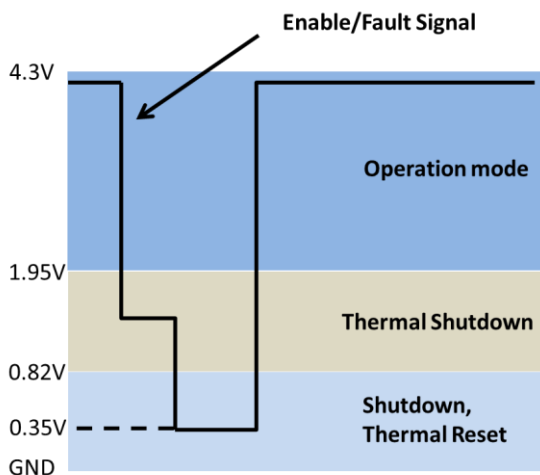 Enable/Fault Signal
4.3V
Operation mode
1.95V
Thermal Shutdown
0.82V
Shutdown,
Thermal Reset
0.35V
GND